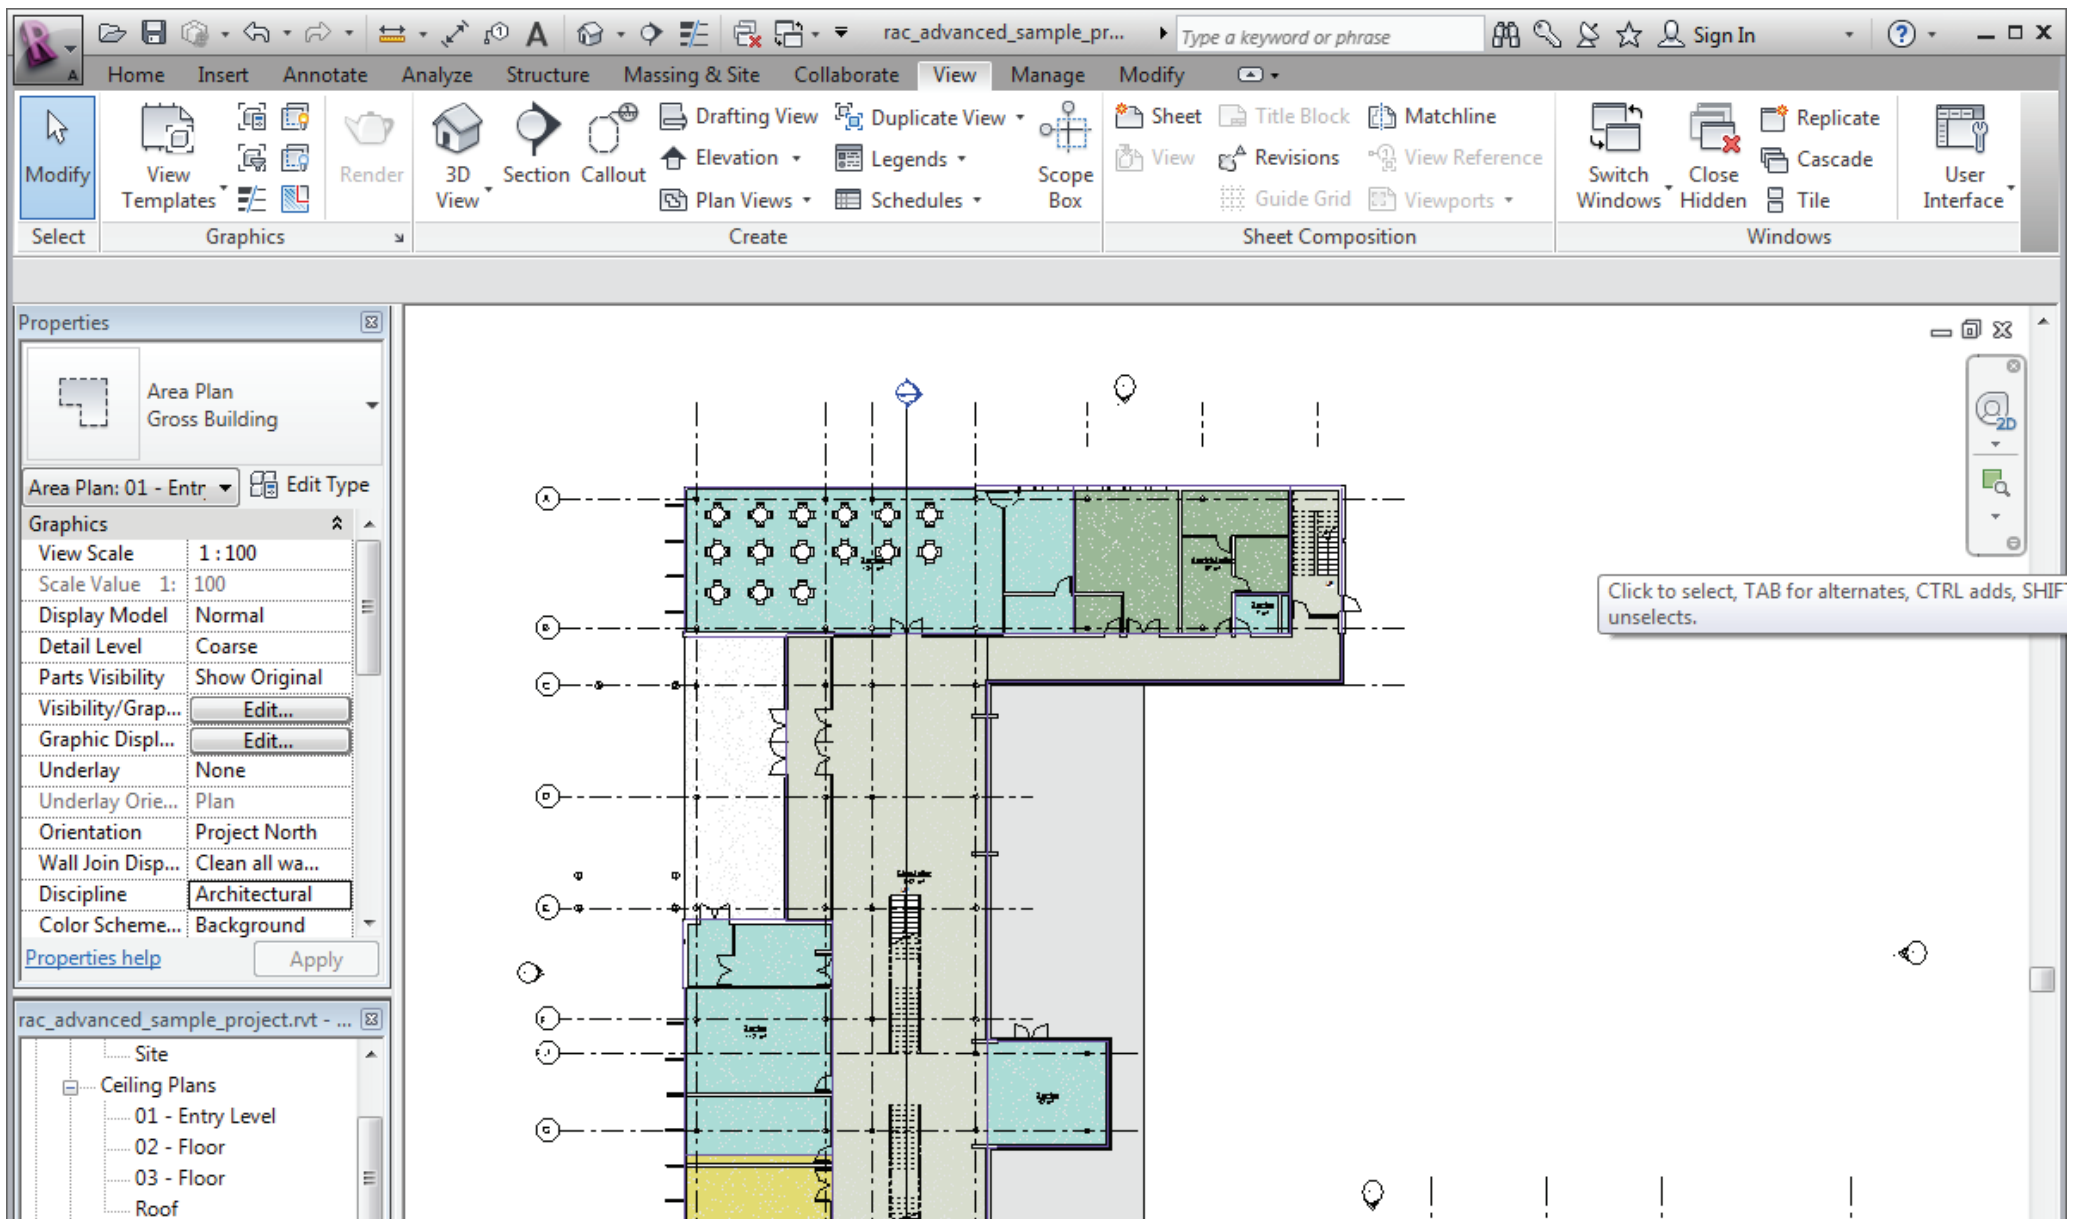 A
rac_advanced_sample_pr...
Type a keyword or phrase
Sign In
Home Insert Annotate Analyze Structure Massing & Site Collaborate View Manage Modify
Modify
View Templates
Render
3D View
Section
Callout
Drafting View
Elevation
Plan Views
Duplicate View
Legends
Schedules
Scope Box
Sheet
View
Title Block
Revisions
Guide Grid
Matchline
View Reference
Viewports
Switch Windows
Close Hidden
Replicate
Cascade
Tile
User Interface
Select Graphics Create Sheet Composition Windows
Properties
Area Plan
Gross Building
Area Plan: 01 - Entr
Edit Type
Graphics
View Scale 1 : 100
Scale Value 1: 100
Display Model Normal
Detail Level Coarse
Parts Visibility Show Original
Visibility/Grap... Edit...
Graphic Displ... Edit...
Underlay None
Underlay Orie... Plan
Orientation Project North
Wall Join Disp... Clean all wa...
Discipline Architectural
Color Scheme... Background
Properties help Apply
rac_advanced_sample_project.rvt - ...
Site
Ceiling Plans
01 - Entry Level
02 - Floor
03 - Floor
Roof
2D
Click to select, TAB for alternates, CTRL adds, SHIF
unselects.
A
B
C
D
E
F
G